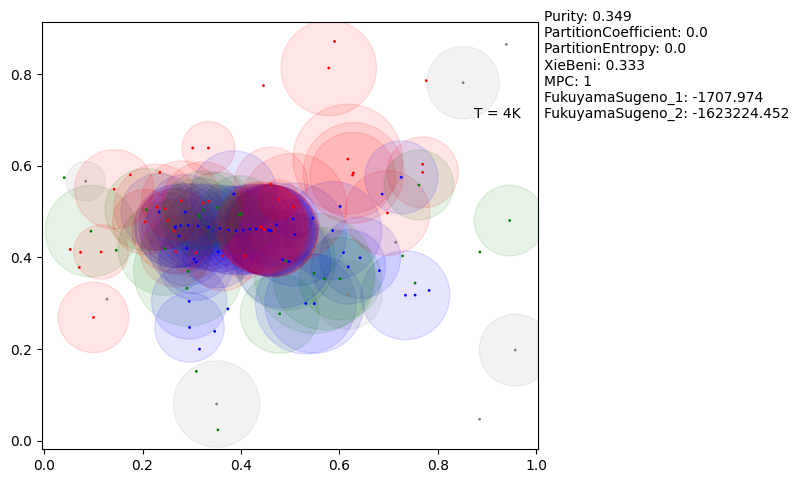 Purity: 0.349
PartitionCoefficient: 0.0
PartitionEntropy: 0.0
XieBeni: 0.333
MPC: 1
FukuyamaSugeno_1: -1707.974
FukuyamaSugeno_2: -1623224.452
T = 4K
0.8
0.6
0.4
0.2
0.0
0.0 0.2 0.4 0.6 0.8 1.0